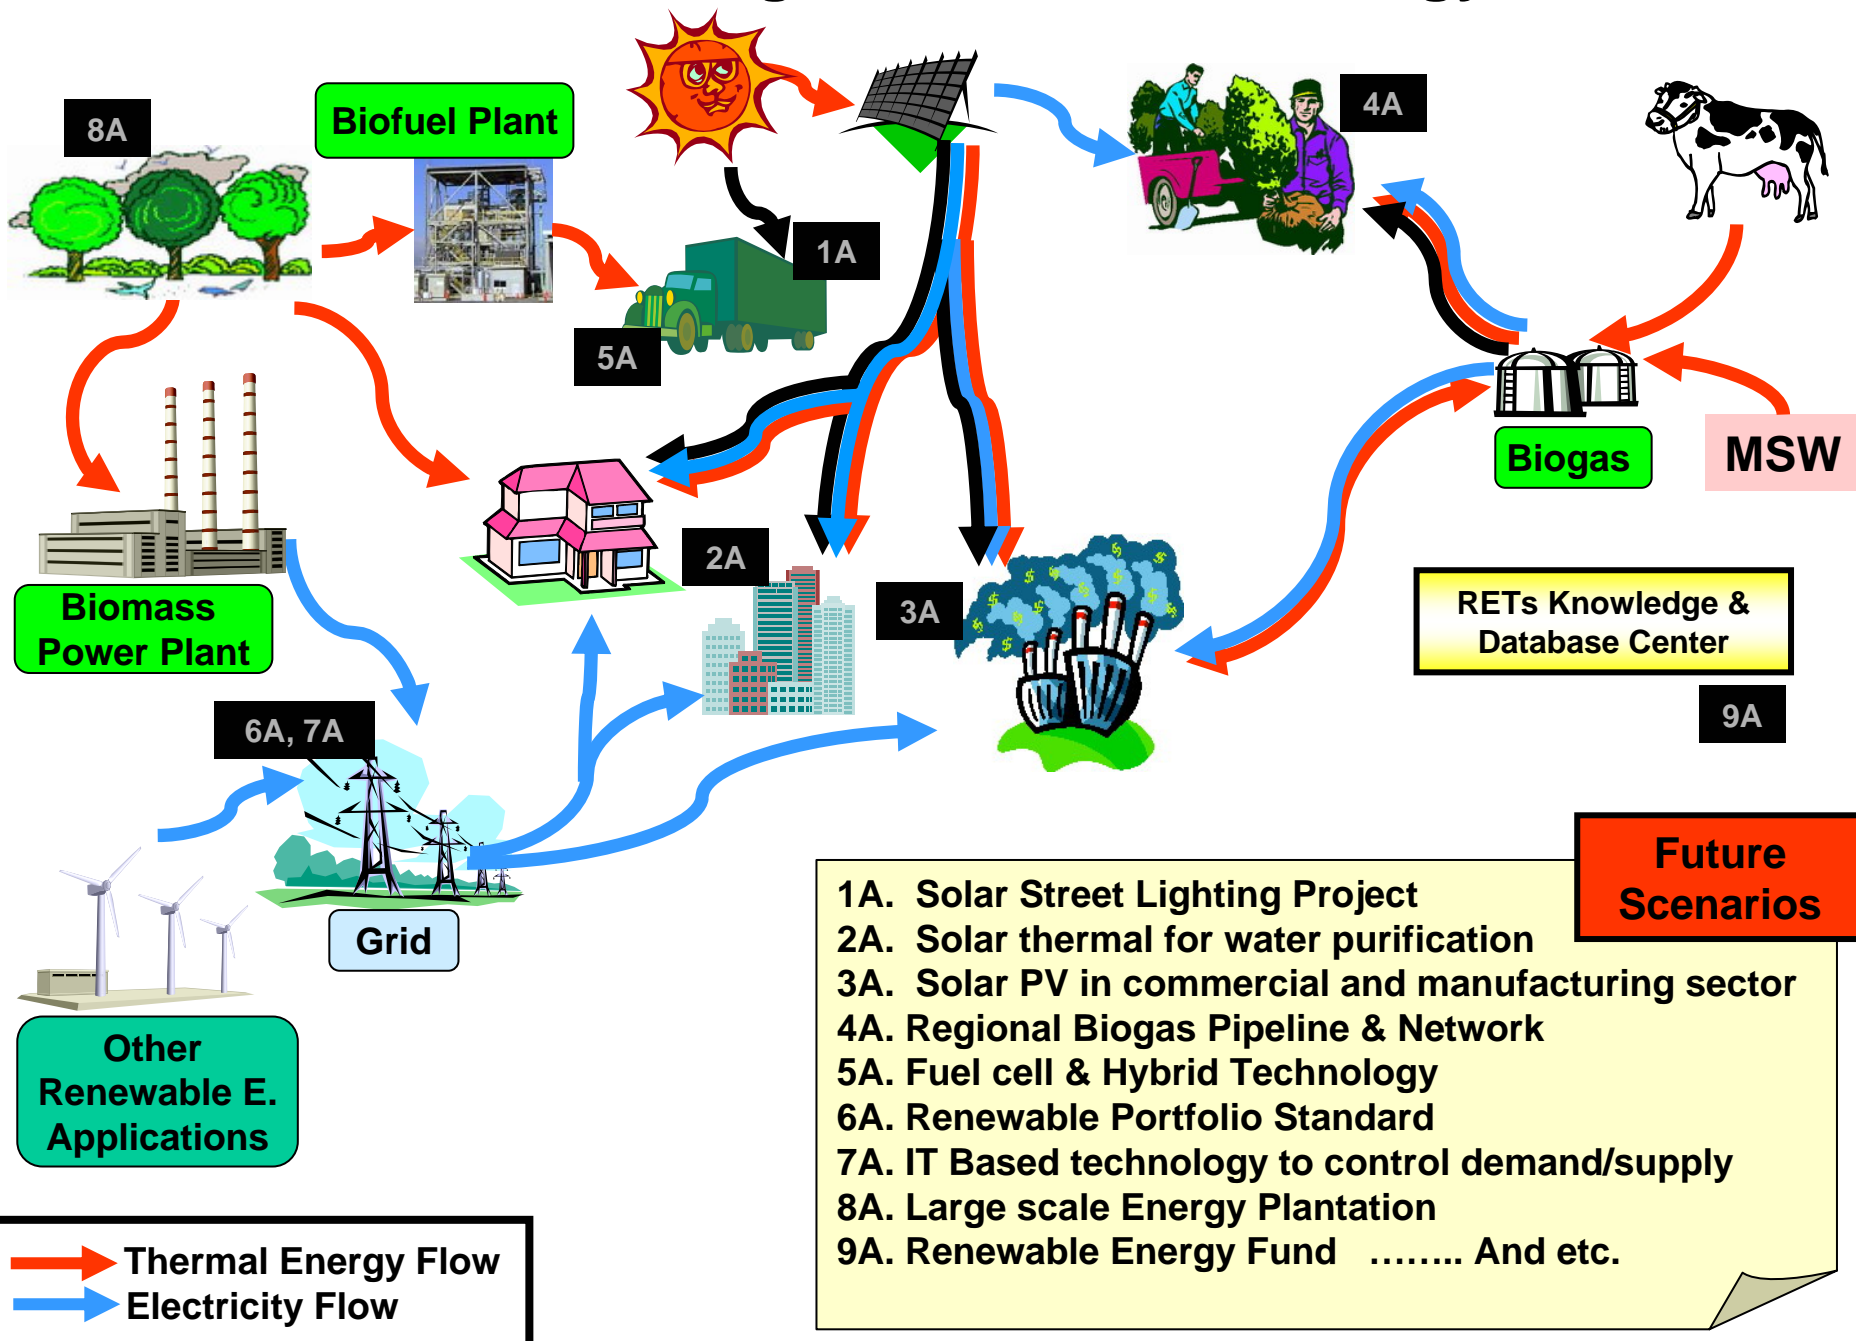 8A
Biofuel Plant
4A
1A
5A
2A
3A
Biogas
MSW
Biomass
Power Plant
RETs Knowledge &
Database Center
9A
6A, 7A
Grid
Other
Renewable E.
Applications
Future
Scenarios
1A.  Solar Street Lighting Project
2A.  Solar thermal for water purification
3A.  Solar PV in commercial and manufacturing sector
4A. Regional Biogas Pipeline & Network
5A. Fuel cell & Hybrid Technology
6A. Renewable Portfolio Standard
7A. IT Based technology to control demand/supply
8A. Large scale Energy Plantation
9A. Renewable Energy Fund   …….. And etc.
Thermal Energy Flow
Electricity Flow